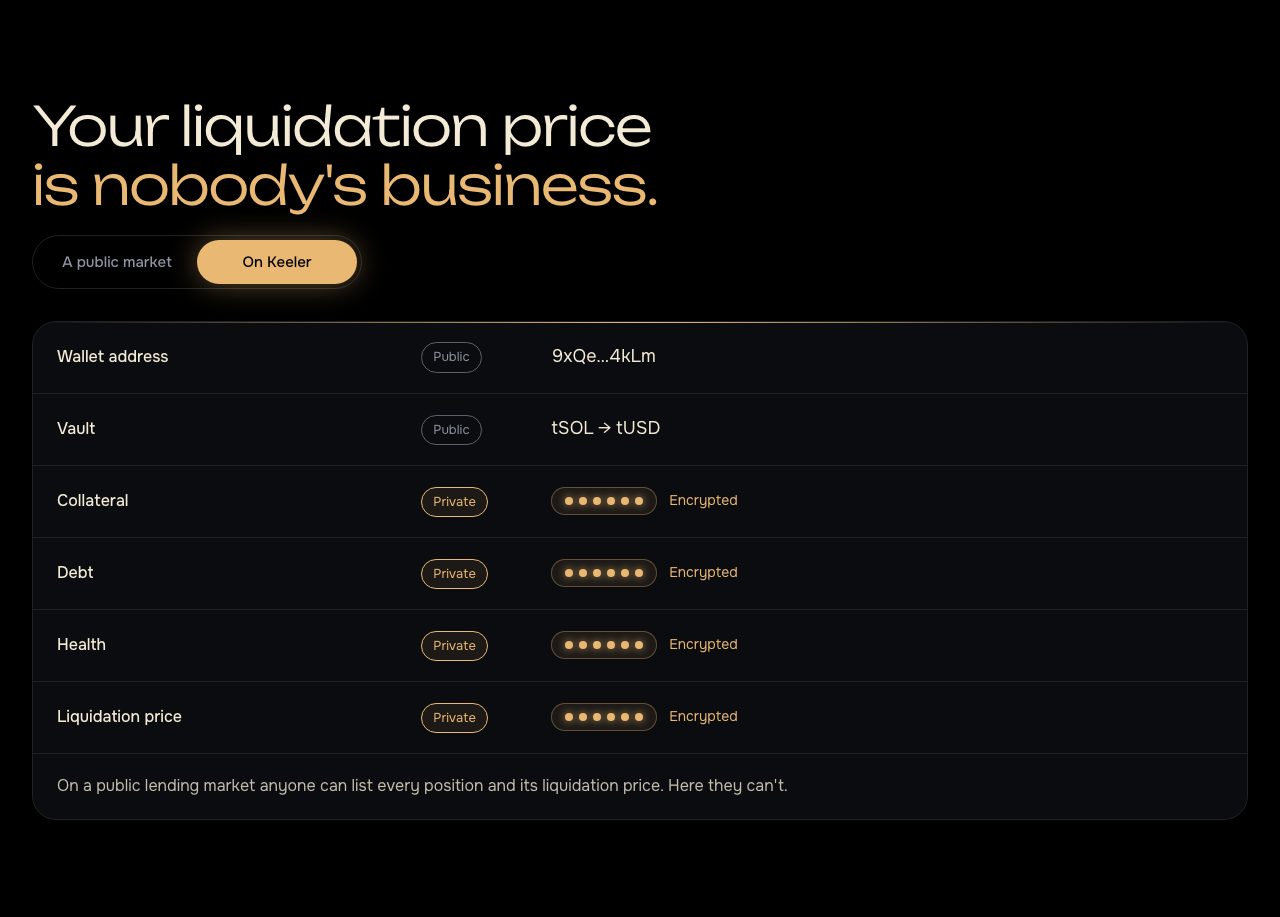 Your liquidation price
is nobody's business.
A public market On Keeler
Wallet address Public 9xQe...4kLm
Vault Public tSOL → tUSD
Collateral Private Encrypted
Debt Private Encrypted
Health Private Encrypted
Liquidation price Private Encrypted
On a public lending market anyone can list every position and its liquidation price. Here they can't.